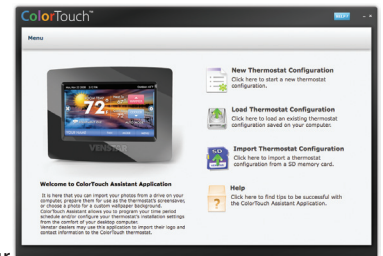 ColorTouch™
HELP
Menu
72°
VENSTAR
New Thermostat Configuration
Click here to start a new thermostat
configuration.
Load Thermostat Configuration
Click here to load an existing thermostat
configuration saved on your computer.
SD
Import Thermostat Configuration
Click here to import a thermostat
configuration from a SD memory card.
Help
Click here to find tips to be successful with
the ColorTouch Assistant Application.
Welcome to ColorTouch Assistant Application
It is here that you can import your photos from a drive on your
computer, prepare them for use as the thermostat's screensaver,
or choose a photo for a custom wallpaper background.
ColorTouch Assistant allows you to program your time period
schedule and/or configure your thermostat's installation settings
from the comfort of your desktop computer.
Venstar dealers may use this application to import their logo and
contact information to the ColorTouch thermostat.